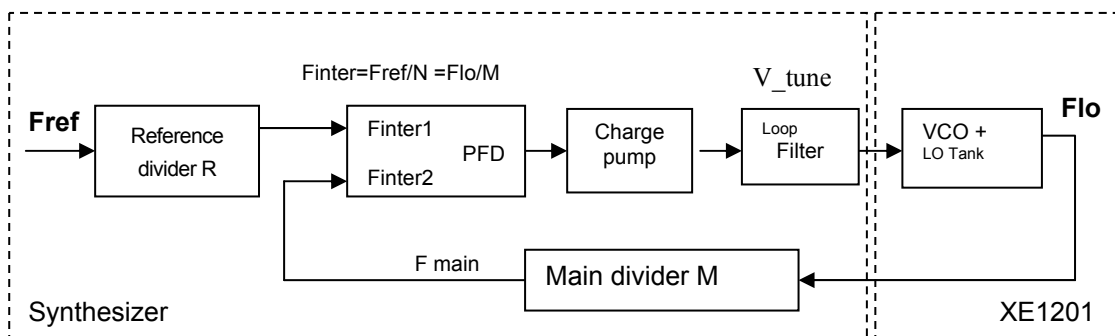 Finter=Fref/N =Flo/M
V_tune
Fref
Reference
divider R
Finter1
PFD
Finter2
Charge
pump
Loop
Filter
VCO +
LO Tank
Flo
F main
Main divider M
Synthesizer
XE1201